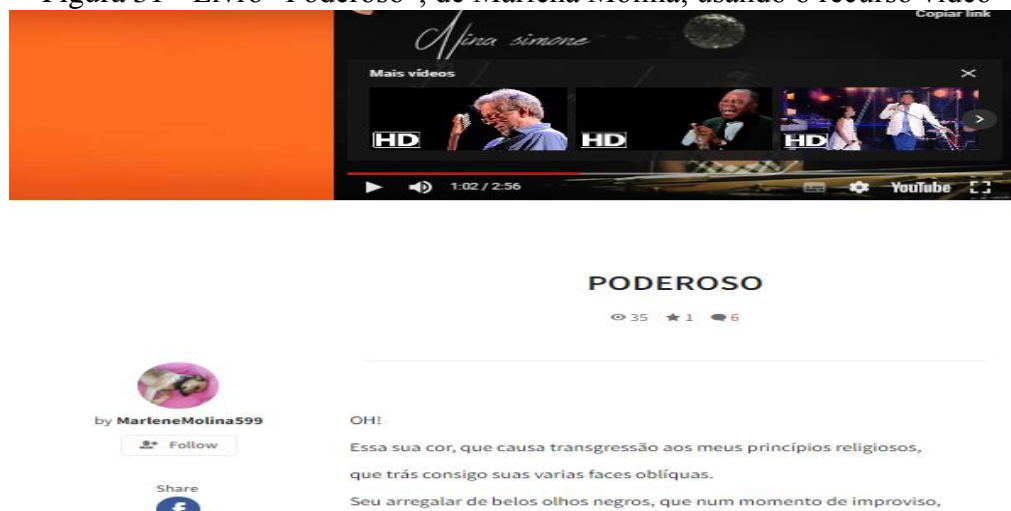 Figura 31 - Livro "Poderoso", de Marlena Molina, usando o recurso vídeo
Copiar link
Nina simone
Mais vídeos
HD HD HD
1:02 / 2:56 YouTube
PODEROSO
35 1 6
by MarleneMolina599
Follow
Share
f
OH!
Essa sua cor, que causa transgressão aos meus princípios religiosos,
que trás consigo suas varias faces oblíquas.
Seu arregalar de belos olhos negros, que num momento de improviso,